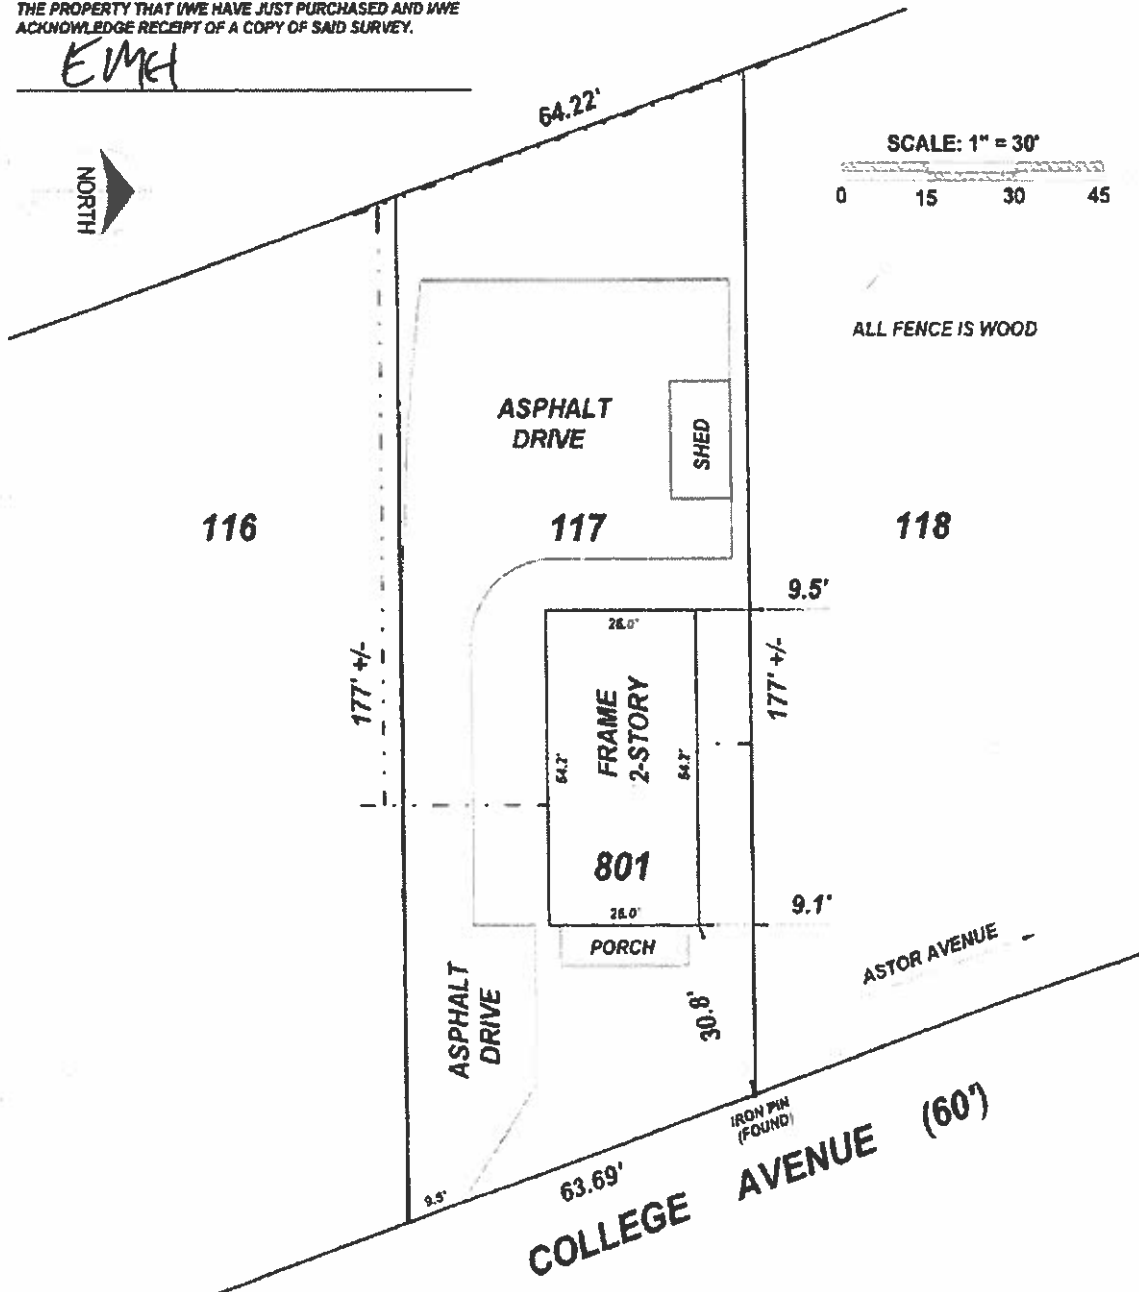 THE PROPERTY THAT I/WE HAVE JUST PURCHASED AND I/WE
ACKNOWLEDGE RECEIPT OF A COPY OF SAID SURVEY.
64.22'
SCALE: 1" = 30'
0 15 30 45
NORTH
ALL FENCE IS WOOD
ASPHALT
DRIVE
SHED
116
117
118
9.5'
26.0'
177' +/-
177' +/-
FRAME
2-STORY
54.2'
54.2'
801
26.0'
9.1'
PORCH
ASTOR AVENUE
ASPHALT
DRIVE
30.8'
IRON PIN
(FOUND)
9.5'
63.69'
COLLEGE AVENUE (60')